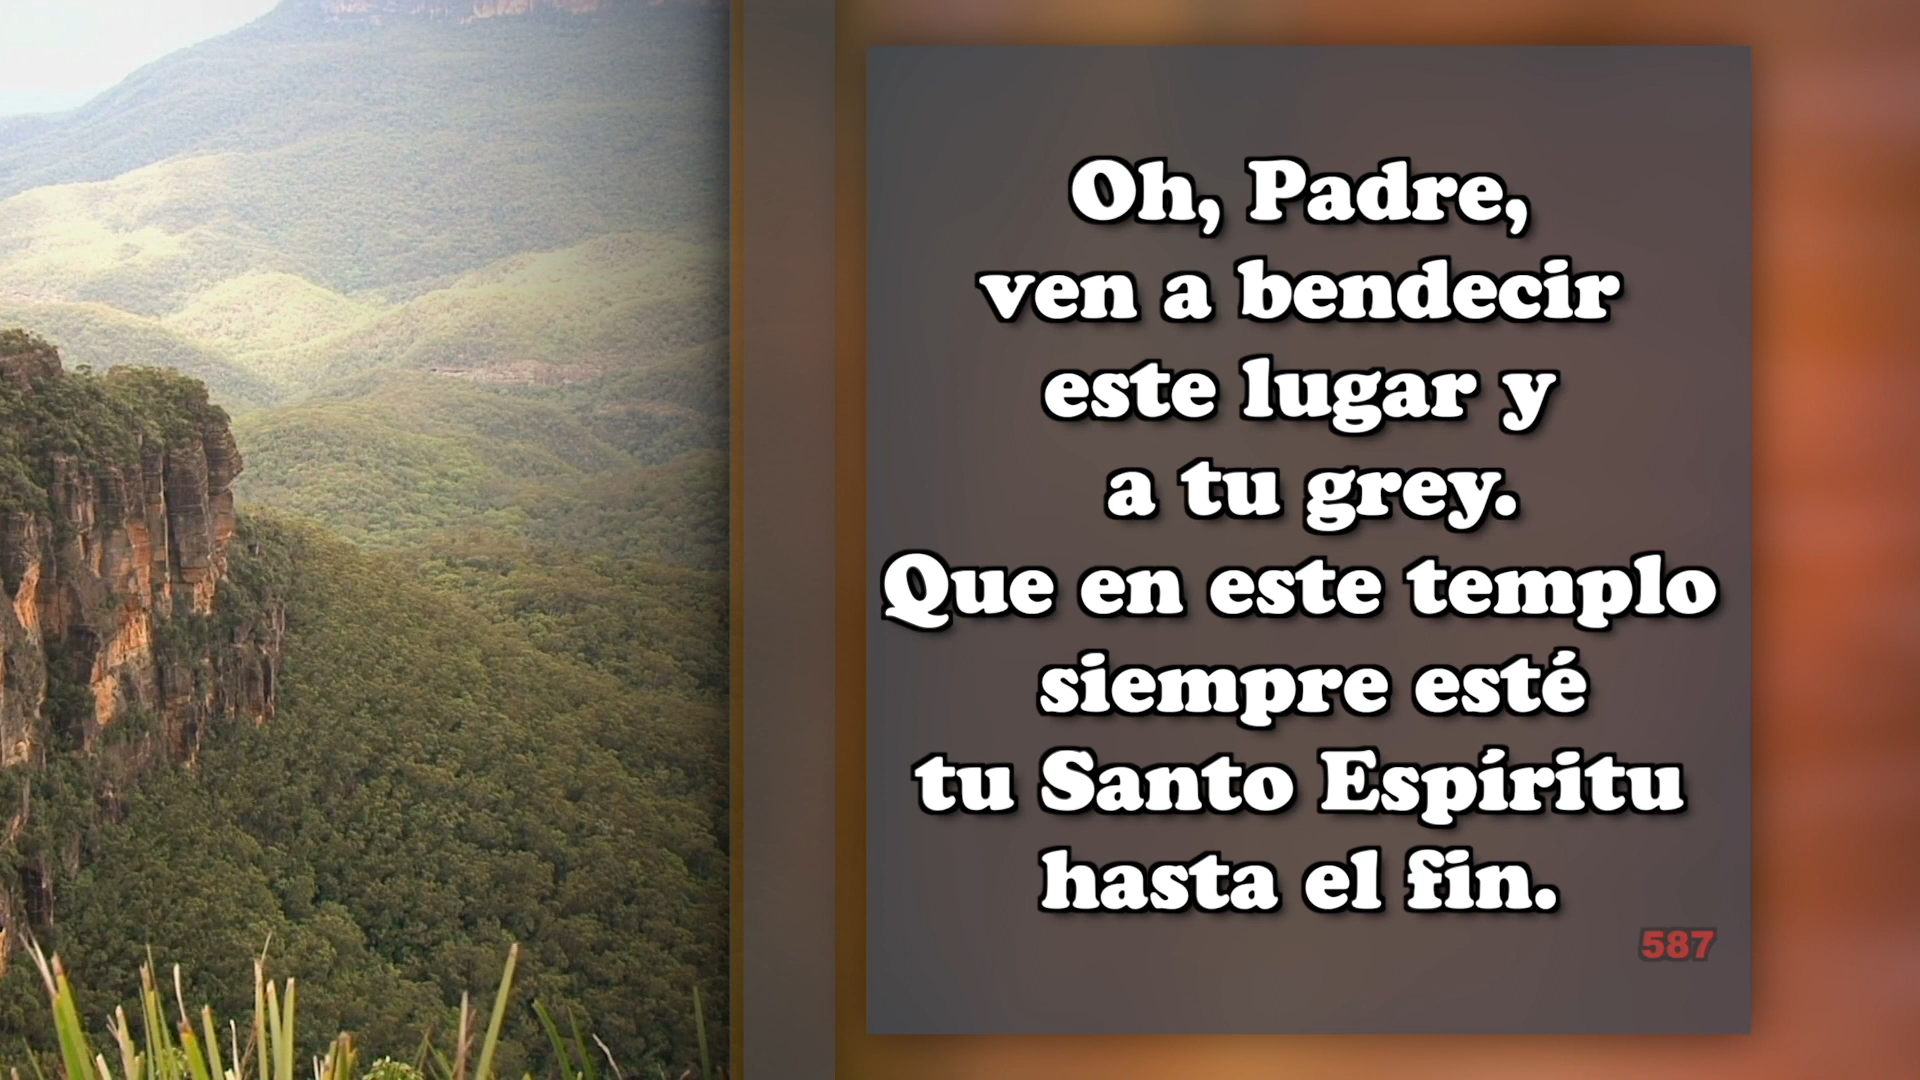 Oh, Padre,
ven a bendecir
este lugar y
a tu grey.
Que en este templo
siempre esté
tu Santo Espíritu
hasta el fin.
587